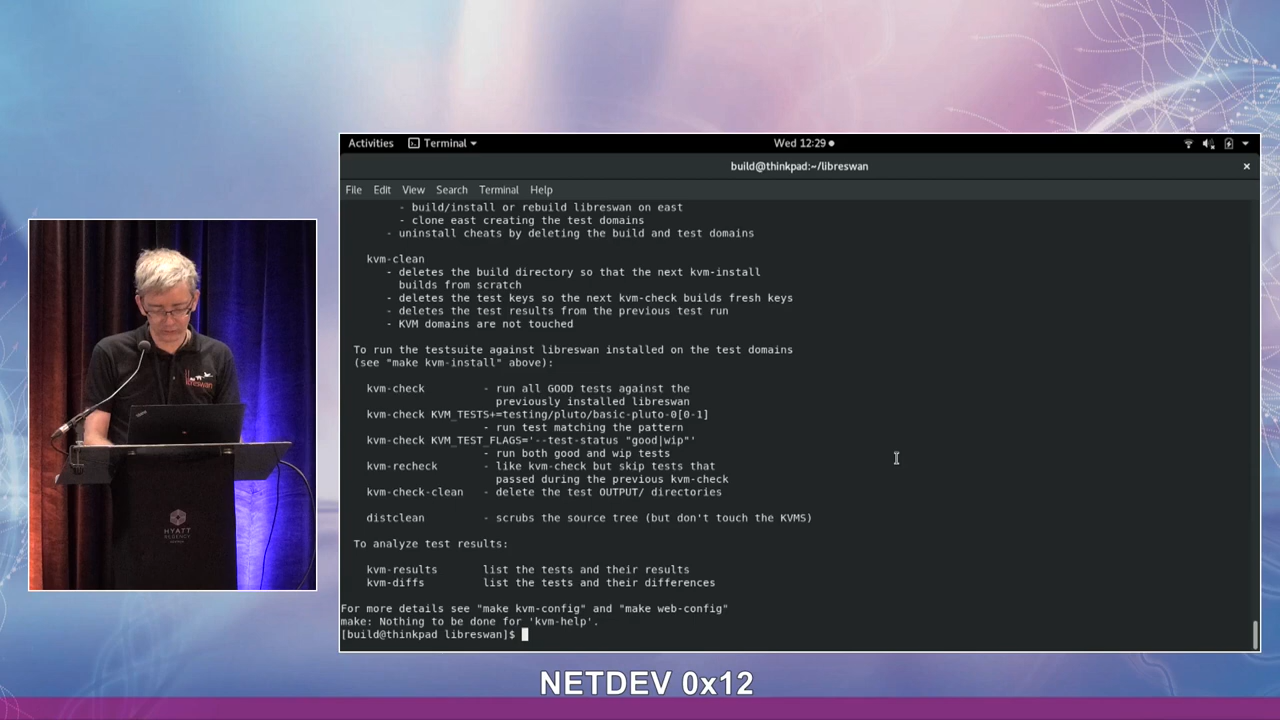 Activities
Terminal
Wed 12:29
build@thinkpad:~/libreswan
File Edit View Search Terminal Help
- build/install or rebuild libreswan on east
- clone east creating the test domains
- uninstall cheats by deleting the build and test domains
kvm-clean
- deletes the build directory so that the next kvm-install
builds from scratch
- deletes the test keys so the next kvm-check builds fresh keys
- deletes the test results from the previous test run
- KVM domains are not touched
To run the testsuite against libreswan installed on the test domains
(see "make kvm-install" above):
kvm-check - run all GOOD tests against the
previously installed libreswan
kvm-check KVM_TESTS+=testing/pluto/basic-pluto-0[0-1]
- run test matching the pattern
kvm-check KVM_TEST_FLAGS='--test-status "good|wip"'
- run both good and wip tests
kvm-recheck - like kvm-check but skip tests that
passed during the previous kvm-check
kvm-check-clean - delete the test OUTPUT/ directories
distclean - scrubs the source tree (but don't touch the KVMS)
To analyze test results:
kvm-results list the tests and their results
kvm-diffs list the tests and their differences
For more details see "make kvm-config" and "make web-config"
make: Nothing to be done for 'kvm-help'.
[build@thinkpad libreswan]$
libreswan
HYATT
REGENCY
NETDEV 0x12